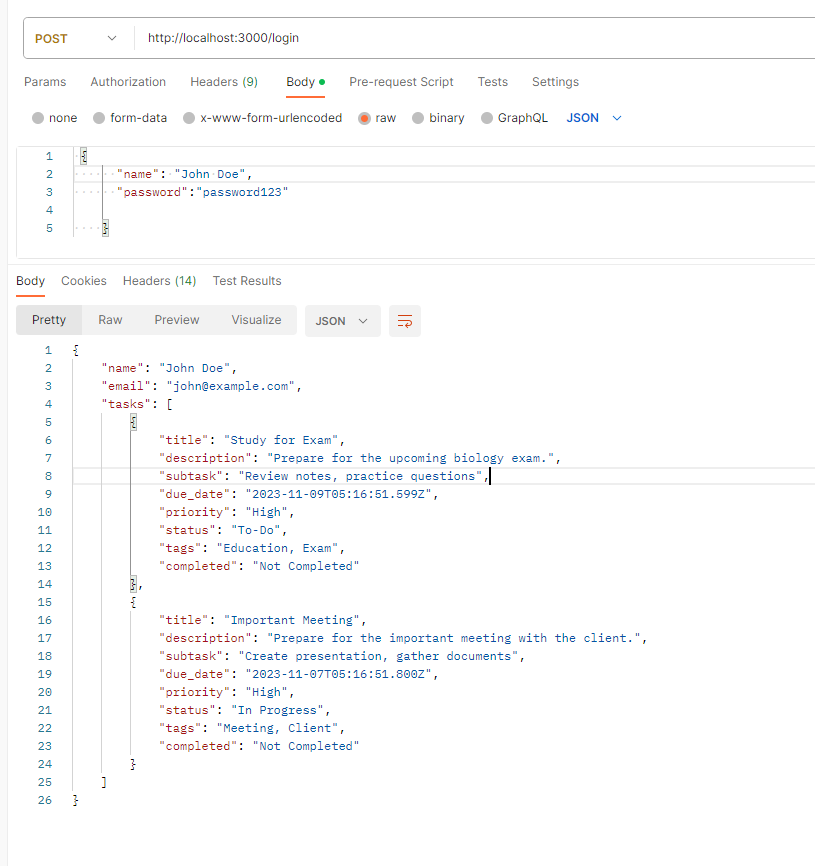 POST http://localhost:3000/login
Params Authorization Headers (9) Body Pre-request Script Tests Settings
none form-data x-www-form-urlencoded raw binary GraphQL JSON
1 {
2 "name": "John Doe",
3 "password":"password123"
4
5 }
Body Cookies Headers (14) Test Results
Pretty Raw Preview Visualize JSON
1 {
2 "name": "John Doe",
3 "email": "john@example.com",
4 "tasks": [
5 {
6 "title": "Study for Exam",
7 "description": "Prepare for the upcoming biology exam.",
8 "subtask": "Review notes, practice questions",
9 "due_date": "2023-11-09T05:16:51.599Z",
10 "priority": "High",
11 "status": "To-Do",
12 "tags": "Education, Exam",
13 "completed": "Not Completed"
14 },
15 {
16 "title": "Important Meeting",
17 "description": "Prepare for the important meeting with the client.",
18 "subtask": "Create presentation, gather documents",
19 "due_date": "2023-11-07T05:16:51.800Z",
20 "priority": "High",
21 "status": "In Progress",
22 "tags": "Meeting, Client",
23 "completed": "Not Completed"
24 }
25 ]
26 }